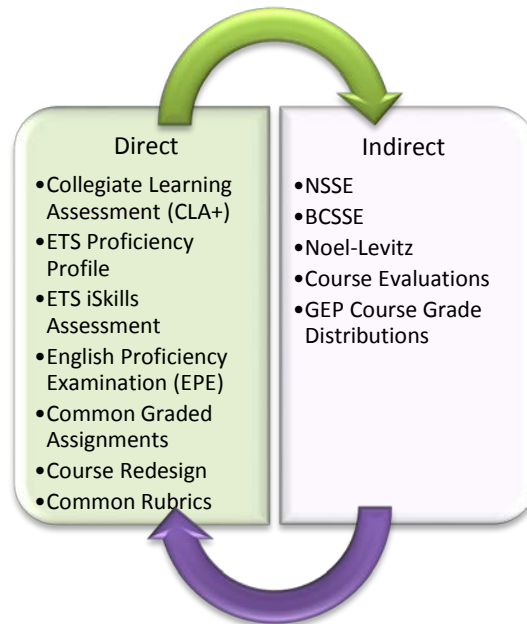 Direct
•Collegiate Learning
Assessment (CLA+)
•ETS Proficiency
Profile
•ETS iSkills
Assessment
•English Proficiency
Examination (EPE)
•Common Graded
Assignments
•Course Redesign
•Common Rubrics
Indirect
•NSSE
•BCSSE
•Noel-Levitz
•Course Evaluations
•GEP Course Grade
Distributions